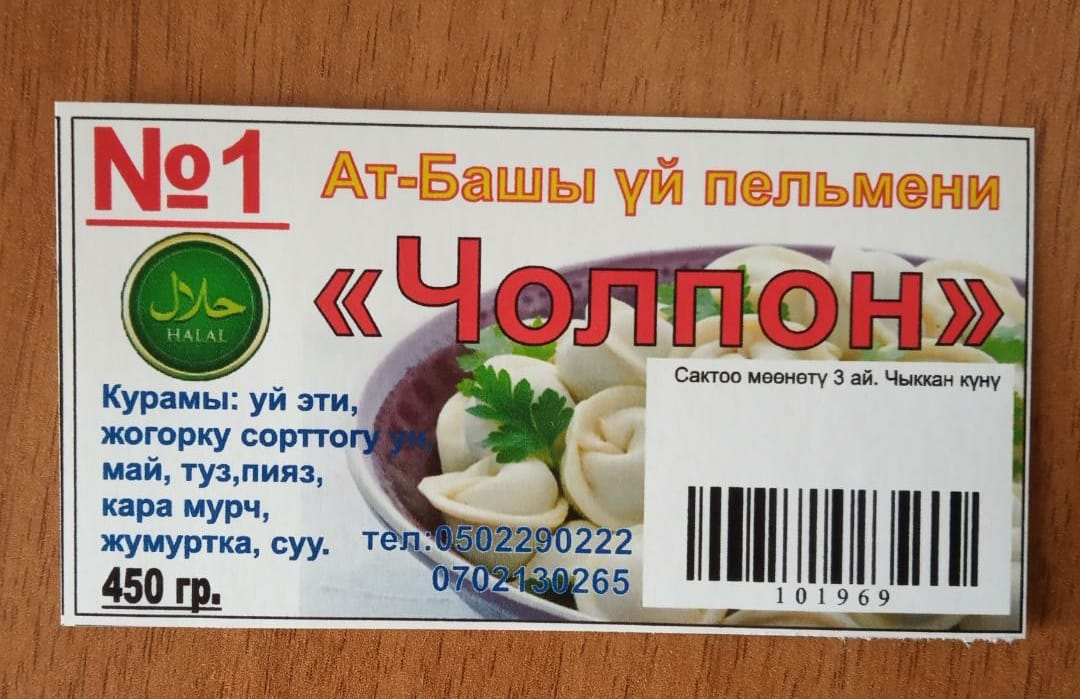 №1
Ат-Башы үй пельмени
«Чолпон»
حلال
HALAL
Курамы: уй эти,
жогорку сорттогу ун,
май, туз,пияз,
кара мурч,
жумуртка, суу.
450 гр.
тел:0502290222
0702130265
Сактоо мөөнөтү 3 ай. Чыккан күнү
101969